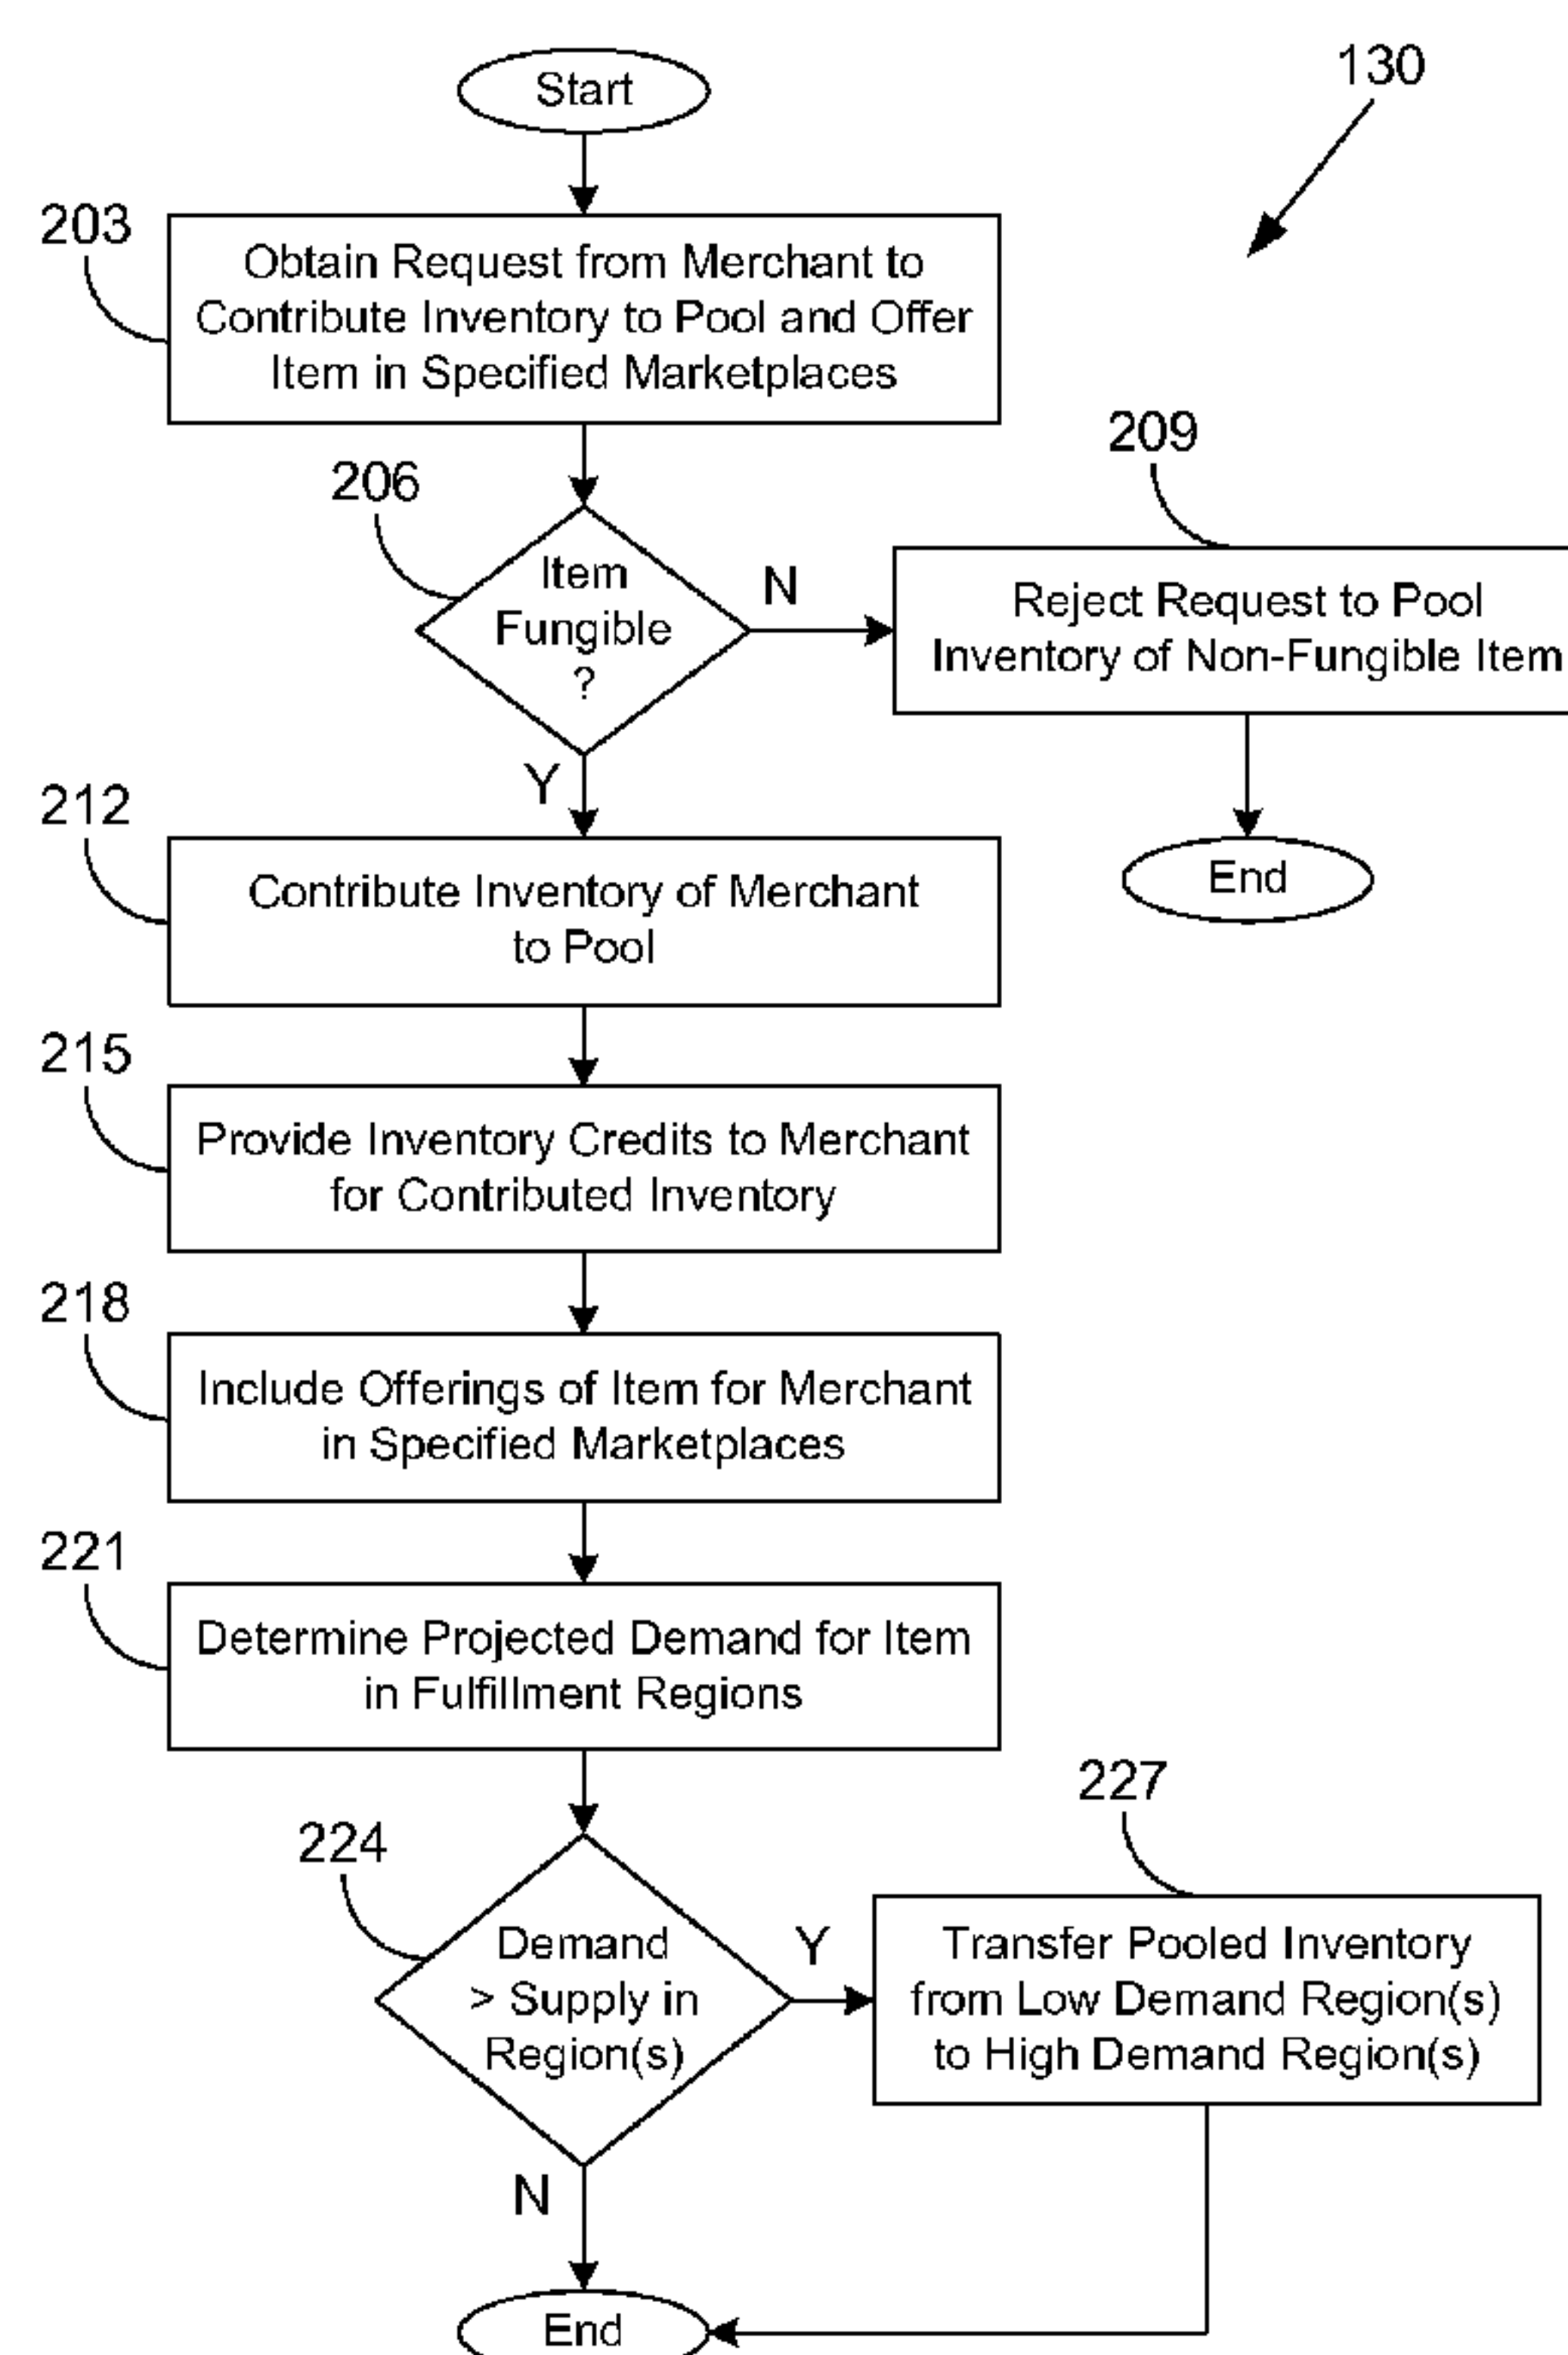 Start
130
203
Obtain Request from Merchant to
Contribute Inventory to Pool and Offer
Item in Specified Marketplaces
206
Item
Fungible
?
N
Y
209
Reject Request to Pool
Inventory of Non-Fungible Item
End
212
Contribute Inventory of Merchant
to Pool
215
Provide Inventory Credits to Merchant
for Contributed Inventory
218
Include Offerings of Item for Merchant
in Specified Marketplaces
221
Determine Projected Demand for Item
in Fulfillment Regions
224
Demand
> Supply in
Region(s)
Y
N
227
Transfer Pooled Inventory
from Low Demand Region(s)
to High Demand Region(s)
End